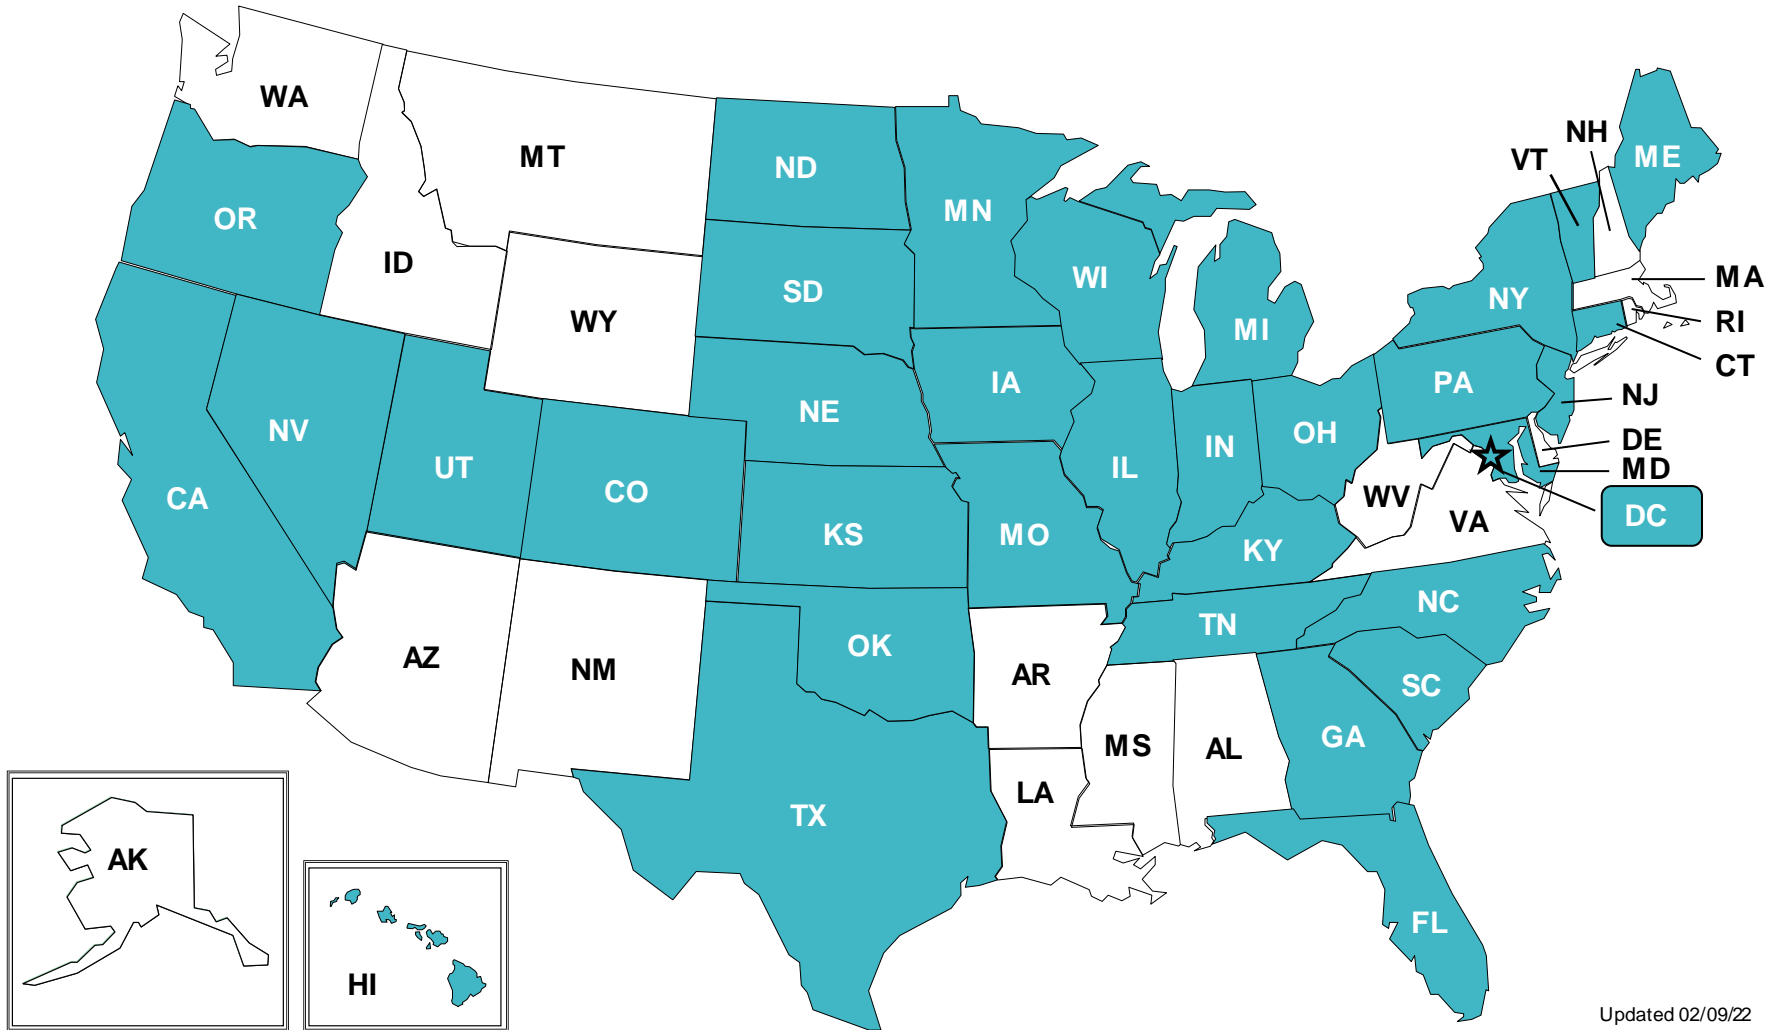 WA
MT
ND
MN
NH
VT
ME
OR
ID
SD
WI
MI
NY
MA
RI
CT
WY
IA
PA
NJ
NE
NV
UT
CO
IL
IN
OH
DE
MD
DC
CA
KS
MO
WV
VA
KY
NC
TN
AZ
NM
OK
AR
SC
MS
AL
GA
LA
TX
AK
HI
FL
Updated 02/09/22